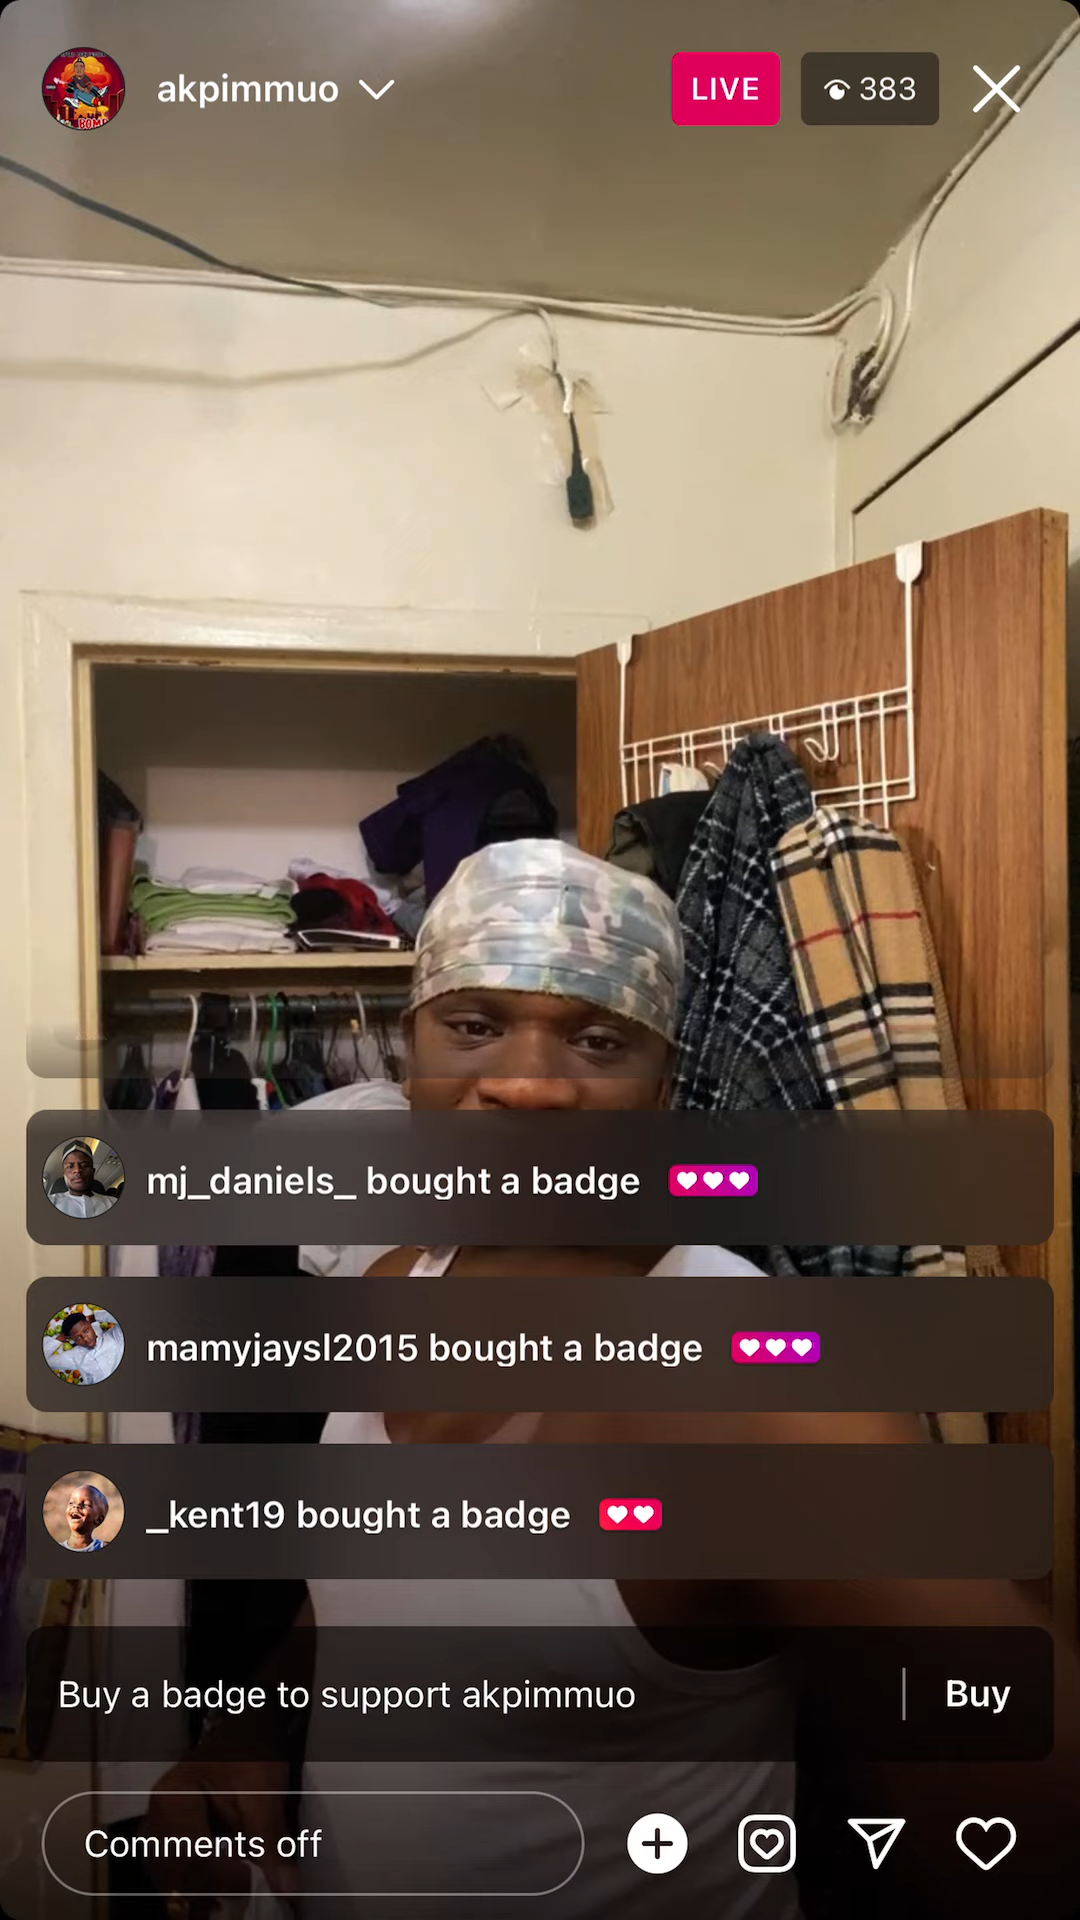 akpimmuo
LIVE
383
BOMB
mj_daniels_ bought a badge
mamyjaysl2015 bought a badge
_kent19 bought a badge
Buy a badge to support akpimmuo
Buy
Comments off